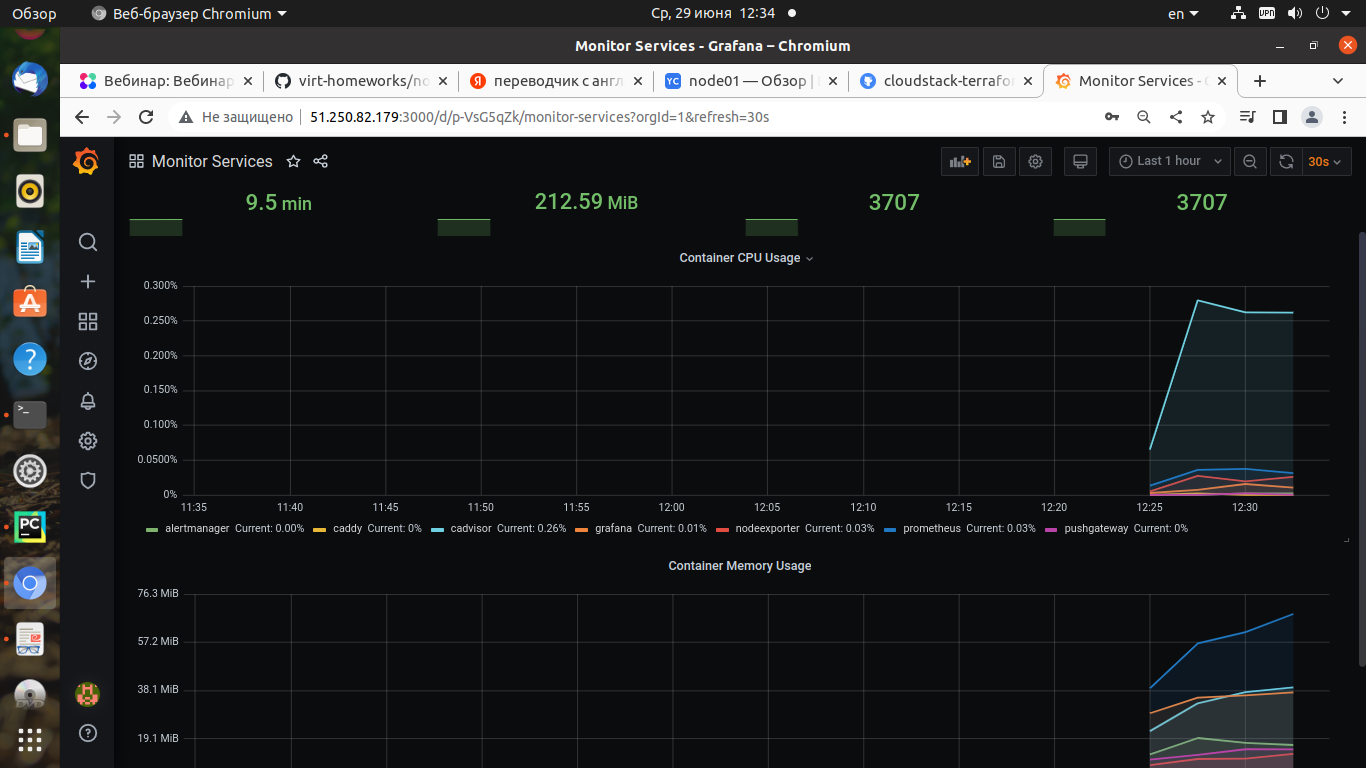 Обзор Веб-браузер Chromium Ср, 29 июня 12:34 en VPN
Monitor Services - Grafana – Chromium
Вебинар: Вебинар virt-homeworks/no Я переводчик с англ YC node01 — Обзор | cloudstack-terrafor Monitor Services -
Не защищено 51.250.82.179:3000/d/p-VsG5qZk/monitor-services?orgId=1&refresh=30s
Monitor Services Last 1 hour 30s
9.5 min 212.59 MiB 3707 3707
Container CPU Usage
0.300%
0.250%
0.200%
0.150%
0.100%
0.0500%
0%
11:35 11:40 11:45 11:50 11:55 12:00 12:05 12:10 12:15 12:20 12:25 12:30
alertmanager Current: 0.00% caddy Current: 0% cadvisor Current: 0.26% grafana Current: 0.01% nodeexporter Current: 0.03% prometheus Current: 0.03% pushgateway Current: 0%
Container Memory Usage
76.3 MiB
57.2 MiB
38.1 MiB
19.1 MiB
? 
>_
PC
DVD